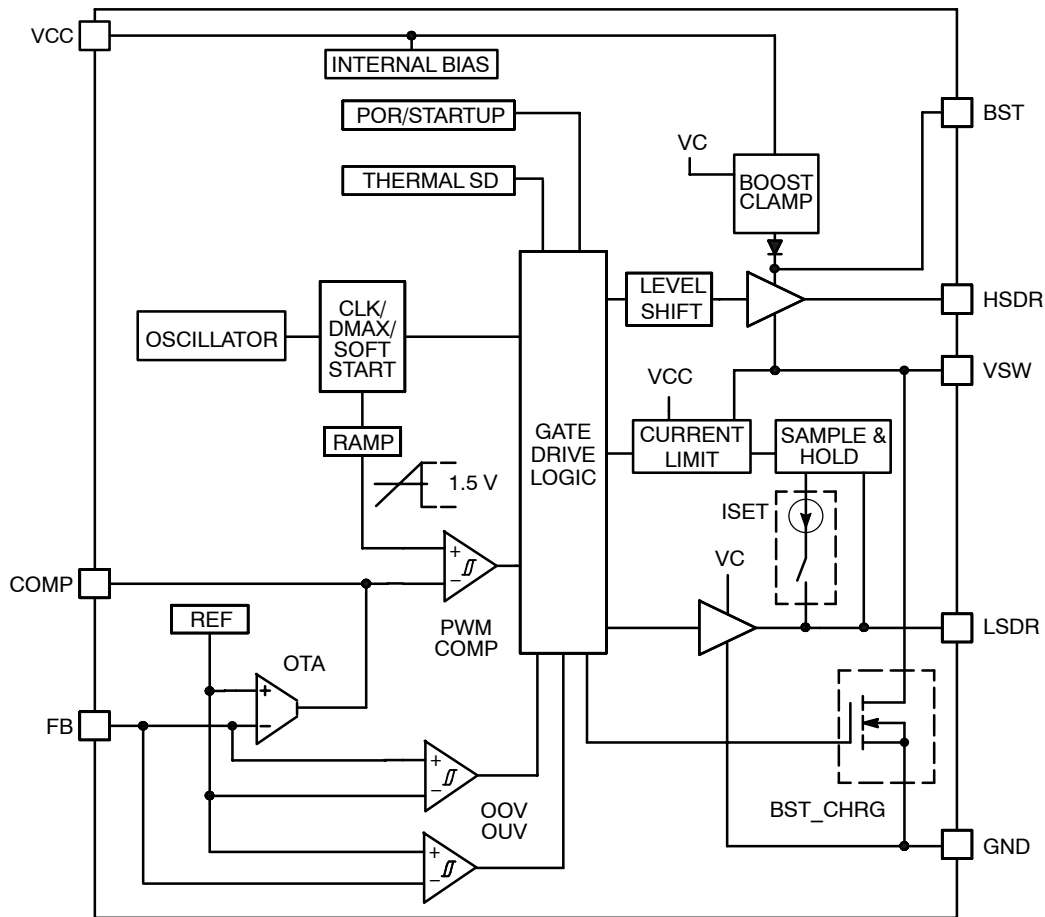 VCC
INTERNAL BIAS
POR/STARTUP
THERMAL SD
VC
BOOST
CLAMP
BST
OSCILLATOR
CLK/
DMAX/
SOFT
START
LEVEL
SHIFT
HSDR
VSW
RAMP
1.5 V
GATE
DRIVE
LOGIC
VCC
CURRENT
LIMIT
SAMPLE &
HOLD
ISET
COMP
+
−
PWM
COMP
VC
LSDR
REF
OTA
+
−
FB
+
−
OOV
OUV
+
−
BST_CHRG
GND